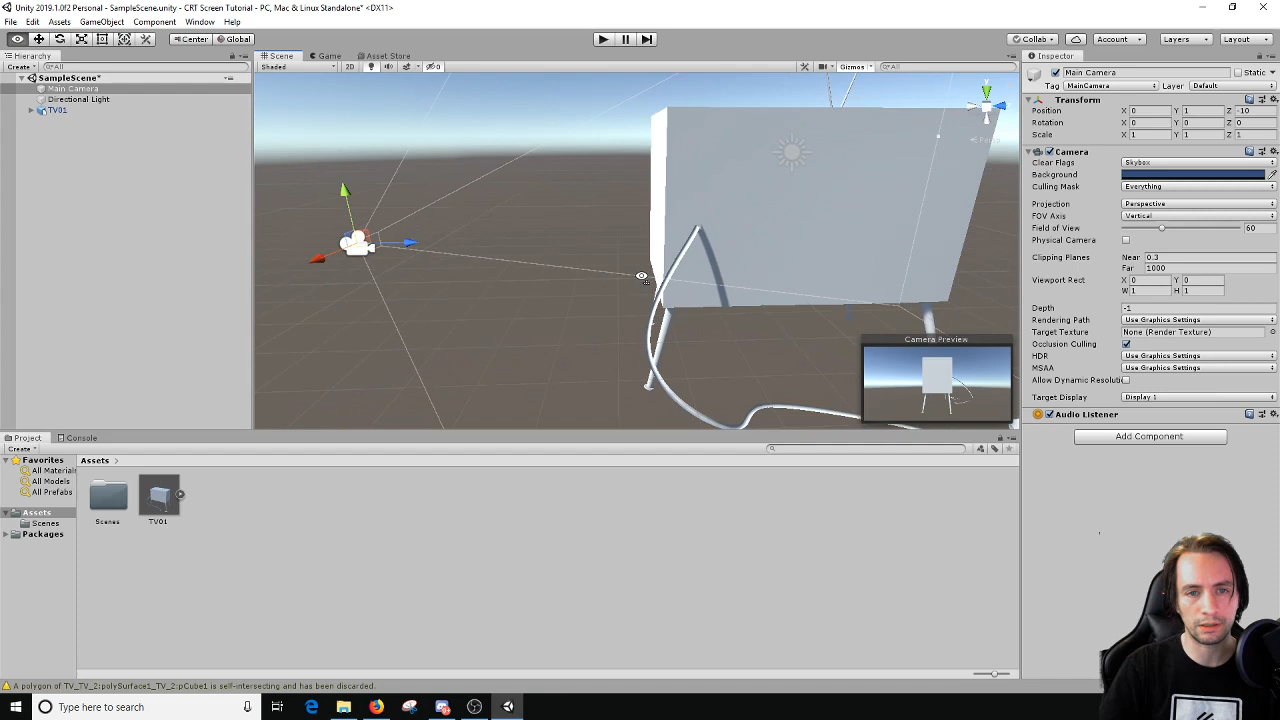 Unity 2019.1.0f2 Personal - SampleScene.unity - CRT Screen Tutorial - PC, Mac & Linux Standalone* <DX11>
File Edit Assets GameObject Component Window Help
Center Global Collab Account Layers Layout
Hierarchy
Create All
SampleScene*
Main Camera
Directional Light
TV01
Scene Game Asset Store
Shaded 2D 0 Gizmos All
Y
Persp
Camera Preview
Inspector
Main Camera Static
Tag MainCamera Layer Default
Transform
Position X 0 Y 1 Z -10
Rotation X 0 Y 0 Z 0
Scale X 1 Y 1 Z 1
Camera
Clear Flags Skybox
Background
Culling Mask Everything
Projection Perspective
FOV Axis Vertical
Field of View 60
Physical Camera
Clipping Planes Near 0.3
Far 1000
Viewport Rect X 0 Y 0
W 1 H 1
Depth -1
Rendering Path Use Graphics Settings
Target Texture None (Render Texture)
Occlusion Culling
HDR Use Graphics Settings
MSAA Use Graphics Settings
Allow Dynamic Resoluti
Target Display Display 1
Audio Listener
Add Component
Project Console
Create
Favorites
All Materials
All Models
All Prefabs
Assets
Scenes
Packages
Assets
Scenes TV01
A polygon of TV_TV_2:polySurface1_TV_2:pCube1 is self-intersecting and has been discarded.
Type here to search